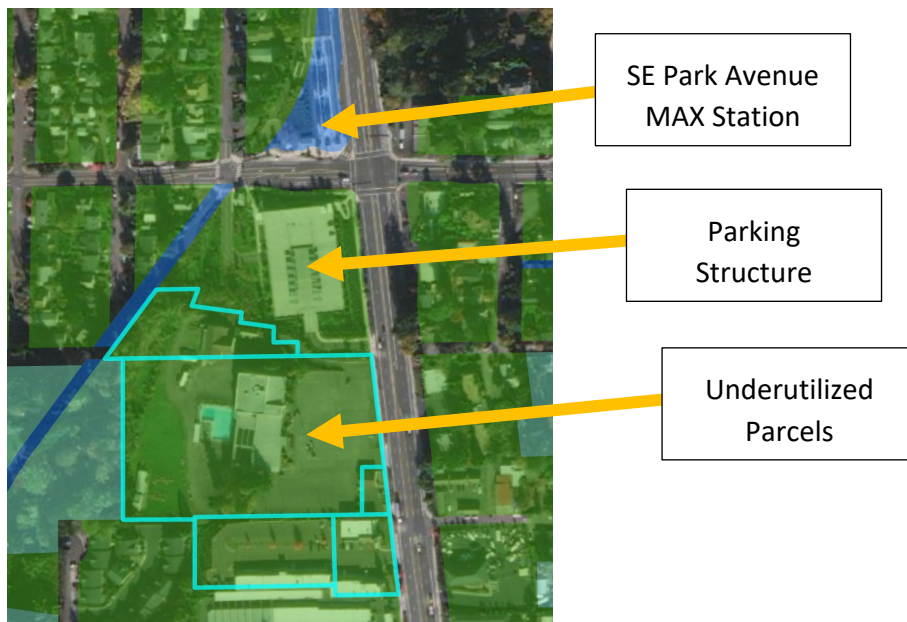 SE Park Avenue
MAX Station
Parking
Structure
Underutilized
Parcels